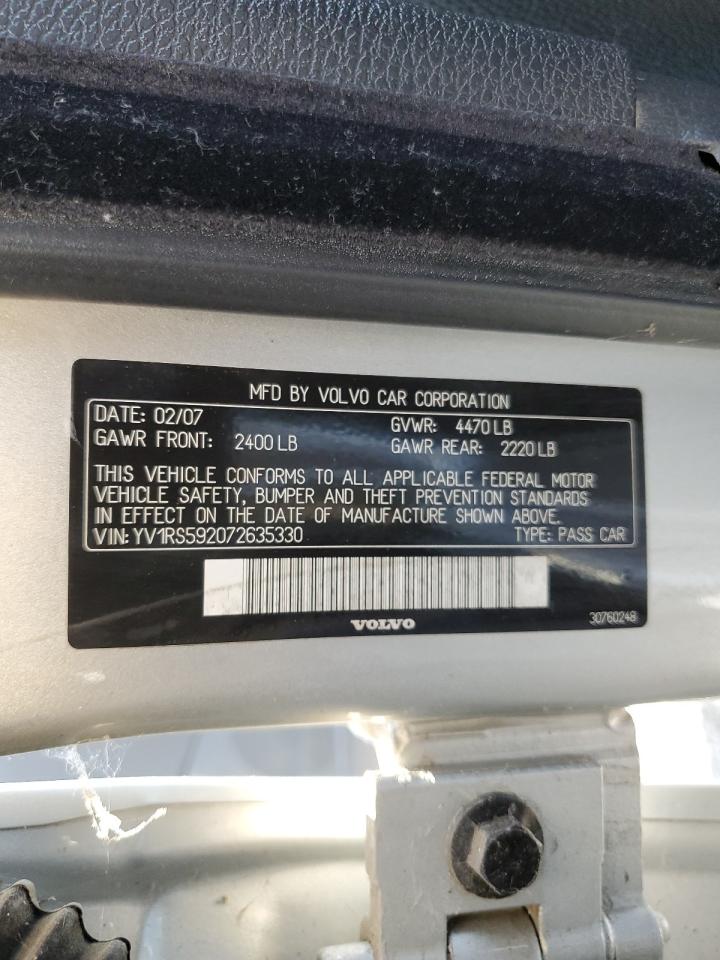 MFD BY VOLVO CAR CORPORATION
DATE: 02/07 GVWR: 4470 LB
GAWR FRONT: 2400 LB GAWR REAR: 2220 LB
THIS VEHICLE CONFORMS TO ALL APPLICABLE FEDERAL MOTOR
VEHICLE SAFETY, BUMPER AND THEFT PREVENTION STANDARDS
IN EFFECT ON THE DATE OF MANUFACTURE SHOWN ABOVE.
VIN: YV1RS592072635330 TYPE: PASS CAR
VOLVO 30760248